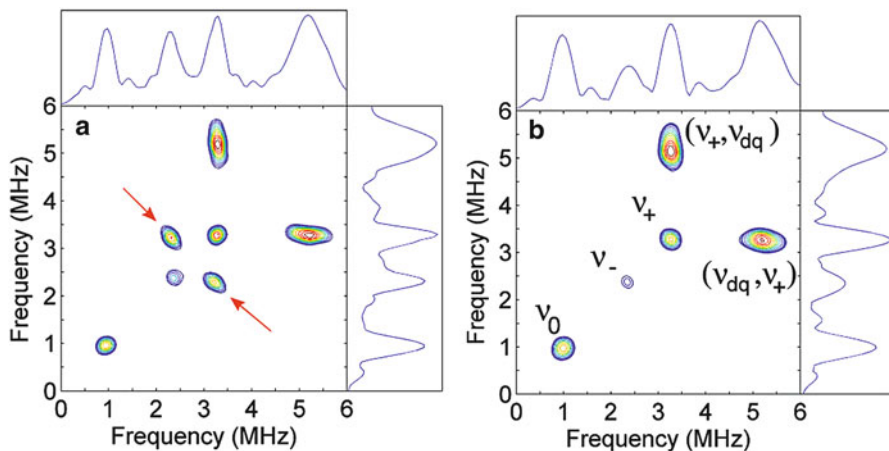 a
6
5
4
3
2
1
0
Frequency (MHz)
0 1 2 3 4 5 6
Frequency (MHz)
b
6
5
4
3
2
1
0
Frequency (MHz)
(ν+,νdq)
ν+
ν-
(νdq,ν+)
ν0
0 1 2 3 4 5 6
Frequency (MHz)